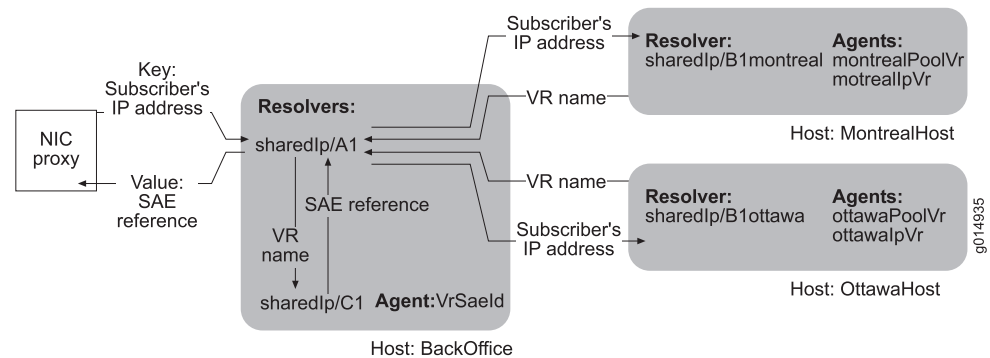 NIC
proxy
Key:
Subscriber's
IP address
Value:
SAE
reference
Resolvers:
sharedIp/A1
SAE reference
VR
name
sharedIp/C1 Agent:VrSaeId
Host: BackOffice
Subscriber's
IP address
VR name
VR name
Subscriber's
IP address
Resolver: Agents:
sharedIp/B1montreal montrealPoolVr
motrealIpVr
Host: MontrealHost
Resolver: Agents:
sharedIp/B1ottawa ottawaPoolVr
ottawaIpVr
Host: OttawaHost
g014935